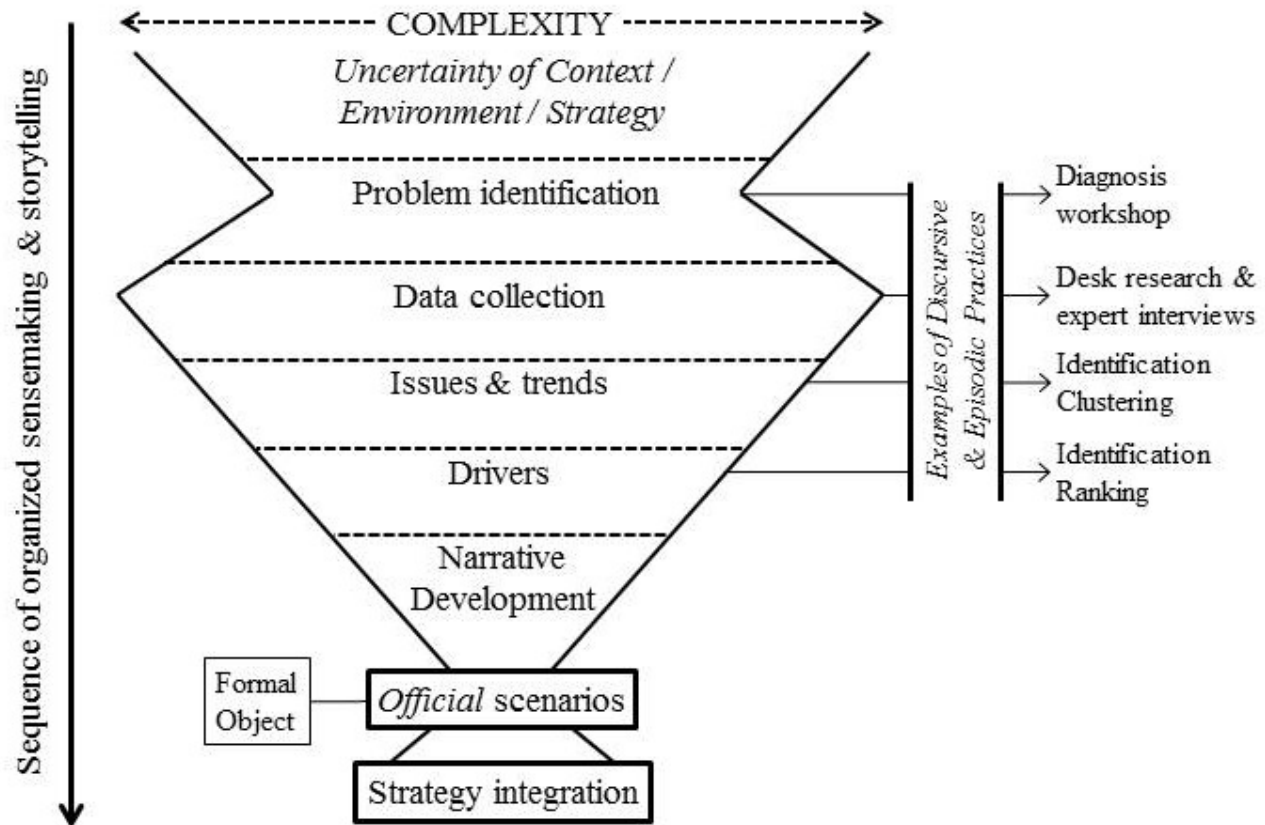 COMPLEXITY
Uncertainty of Context /
Environment / Strategy
Problem identification
Data collection
Issues & trends
Drivers
Narrative
Development
Official scenarios
Strategy integration
Formal
Object
Sequence of organized sensemaking & storytelling
Examples of Discursive
& Episodic Practices
Diagnosis
workshop
Desk research &
expert interviews
Identification
Clustering
Identification
Ranking